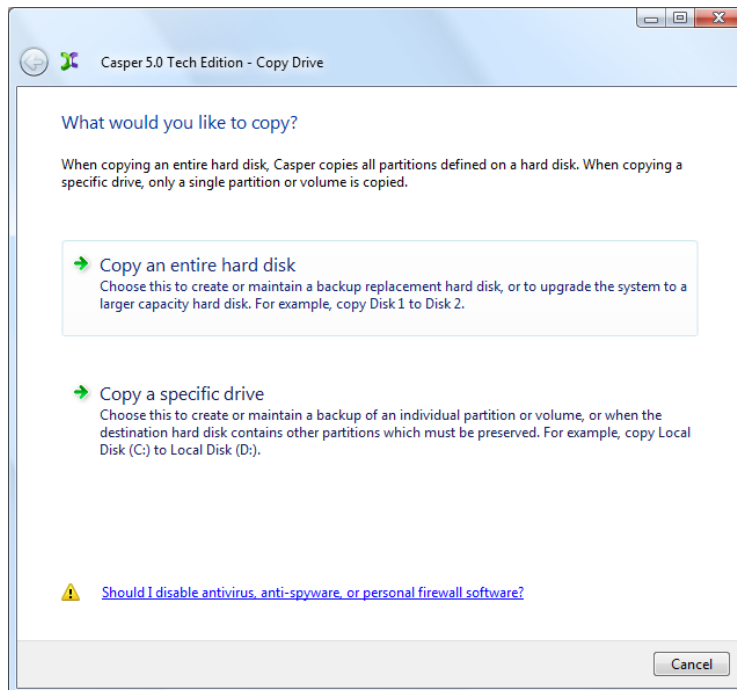 Casper 5.0 Tech Edition - Copy Drive
What would you like to copy?
When copying an entire hard disk, Casper copies all partitions defined on a hard disk. When copying a
specific drive, only a single partition or volume is copied.
Copy an entire hard disk
Choose this to create or maintain a backup replacement hard disk, or to upgrade the system to a
larger capacity hard disk. For example, copy Disk 1 to Disk 2.
Copy a specific drive
Choose this to create or maintain a backup of an individual partition or volume, or when the
destination hard disk contains other partitions which must be preserved. For example, copy Local
Disk (C:) to Local Disk (D:).
Should I disable antivirus, anti-spyware, or personal firewall software?
Cancel